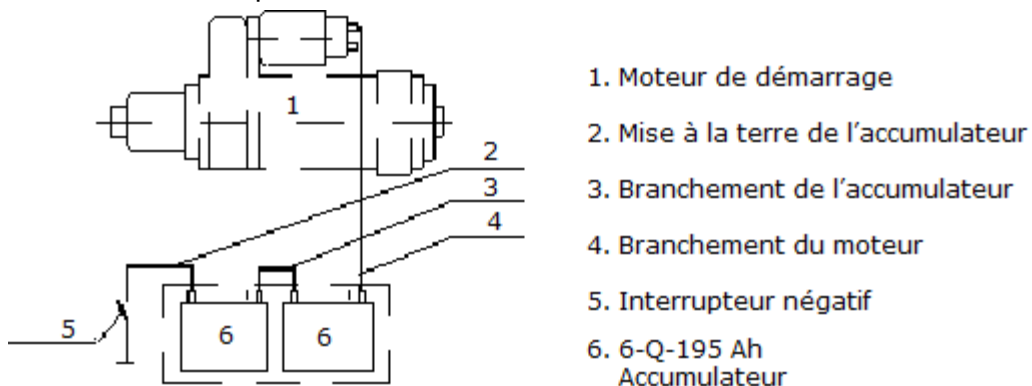 1
2
3
4
5
6
6
1. Moteur de démarrage
2. Mise à la terre de l'accumulateur
3. Branchement de l'accumulateur
4. Branchement du moteur
5. Interrupteur négatif
6. 6-Q-195 Ah
Accumulateur